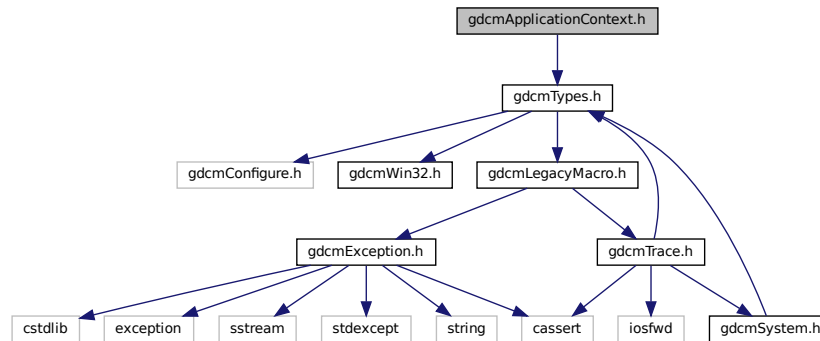 gdcmApplicationContext.h
gdcmTypes.h
gdcmConfigure.h
gdcmWin32.h
gdcmLegacyMacro.h
gdcmException.h
gdcmTrace.h
cstdlib
exception
sstream
stdexcept
string
cassert
iosfwd
gdcmSystem.h